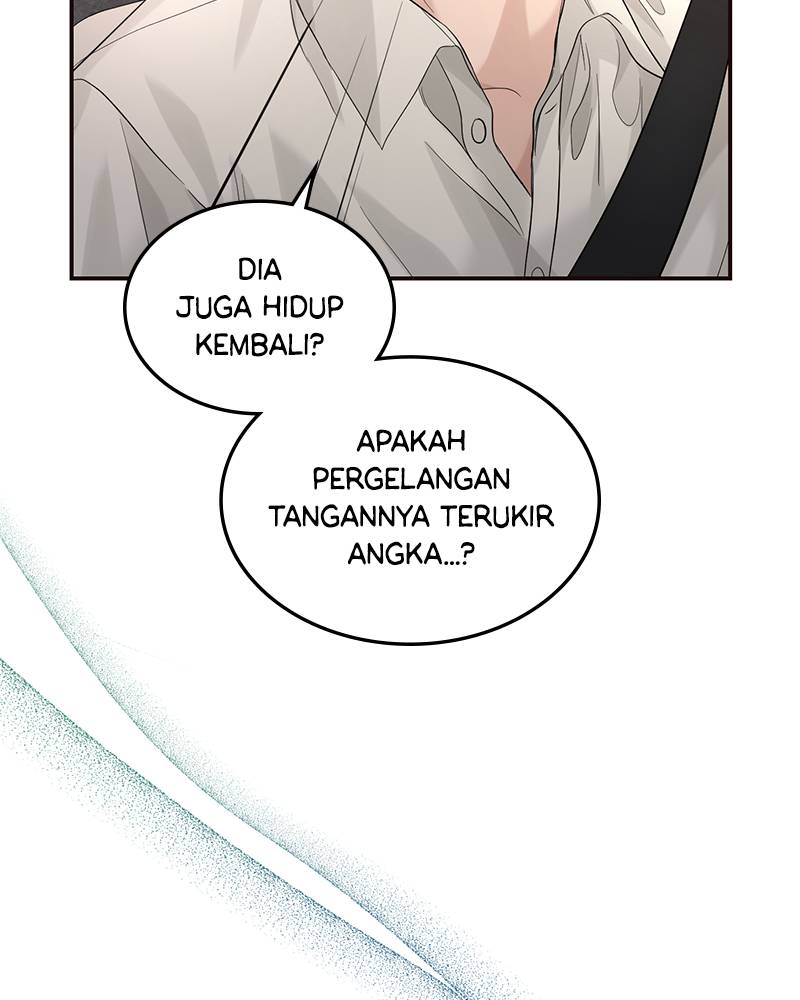 DIA
JUGA HIDUP
KEMBALI?
APAKAH
PERGELANGAN
TANGANNYA TERUKIR
ANGKA...?